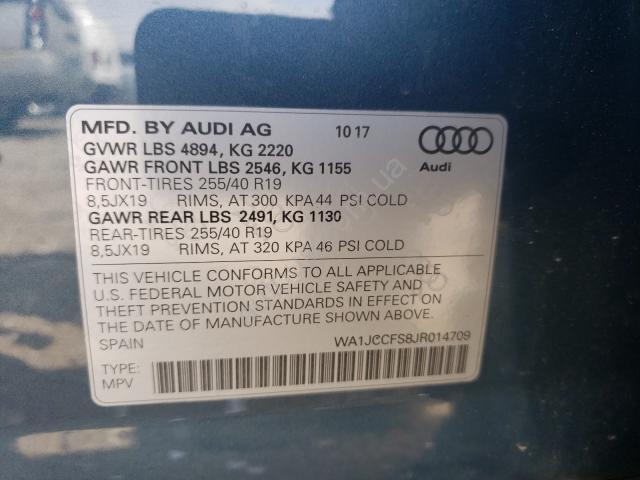 MFD. BY AUDI AG 10 17
GVWR LBS 4894, KG 2220
GAWR FRONT LBS 2546, KG 1155
FRONT-TIRES 255/40 R19
8,5JX19 RIMS, AT 300 KPA 44 PSI COLD
GAWR REAR LBS 2491, KG 1130
REAR-TIRES 255/40 R19
8,5JX19 RIMS, AT 320 KPA 46 PSI COLD
Audi
THIS VEHICLE CONFORMS TO ALL APPLICABLE
U.S. FEDERAL MOTOR VEHICLE SAFETY AND
THEFT PREVENTION STANDARDS IN EFFECT ON
THE DATE OF MANUFACTURE SHOWN ABOVE.
SPAIN WA1JCCFS8JR014709
TYPE:
MPV